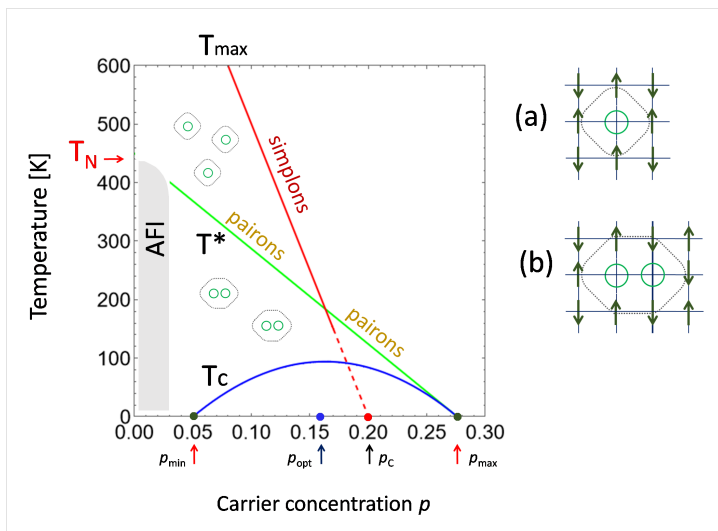 Tmax
600
500
400
300
200
100
0
Temperature [K]
TN
AFI
simplons
pairons
T*
pairons
Tc
0.00
0.05
0.10
0.15
0.20
0.25
0.30
pmin
popt
pC
pmax
Carrier concentration p
(a)
(b)